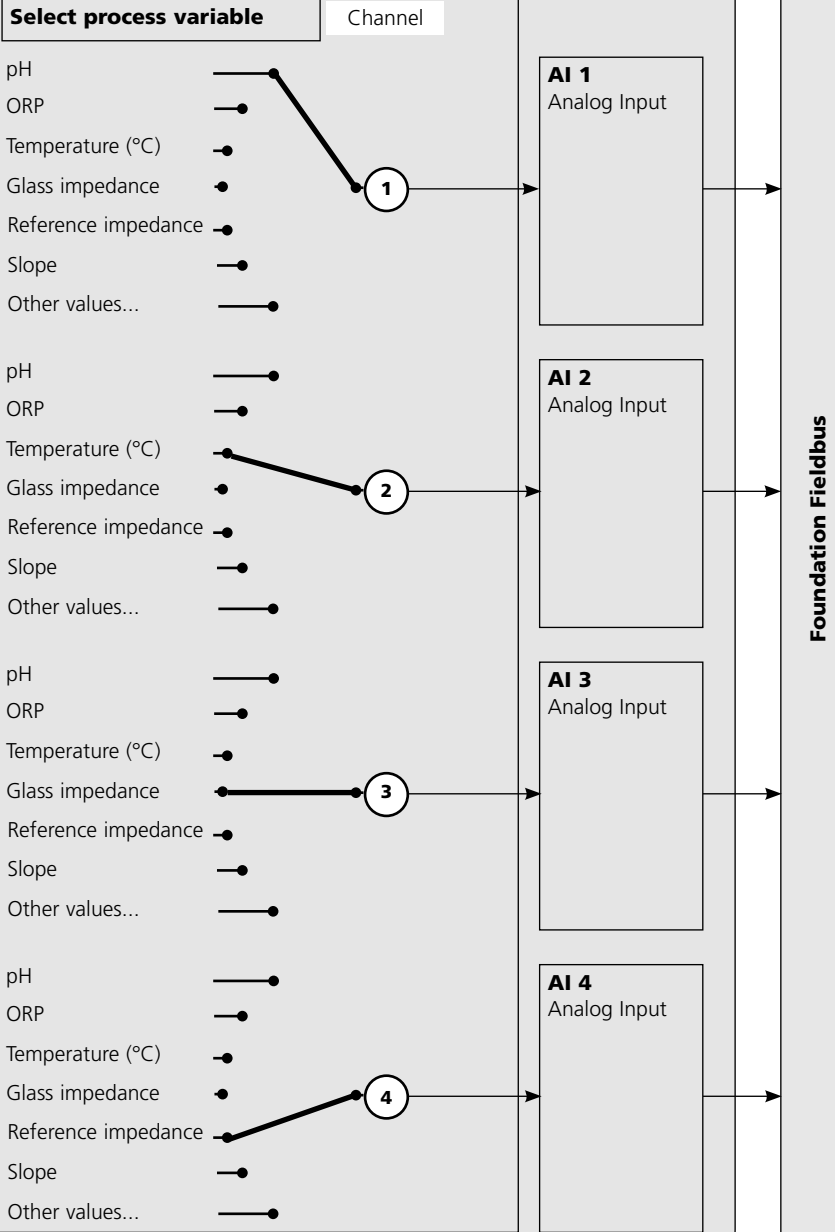 Select process variable
Channel
pH
ORP
Temperature (°C)
Glass impedance
Reference impedance
Slope
Other values...
1
AI 1
Analog Input
pH
ORP
Temperature (°C)
Glass impedance
Reference impedance
Slope
Other values...
2
AI 2
Analog Input
pH
ORP
Temperature (°C)
Glass impedance
Reference impedance
Slope
Other values...
3
AI 3
Analog Input
pH
ORP
Temperature (°C)
Glass impedance
Reference impedance
Slope
Other values...
4
AI 4
Analog Input
Foundation Fieldbus